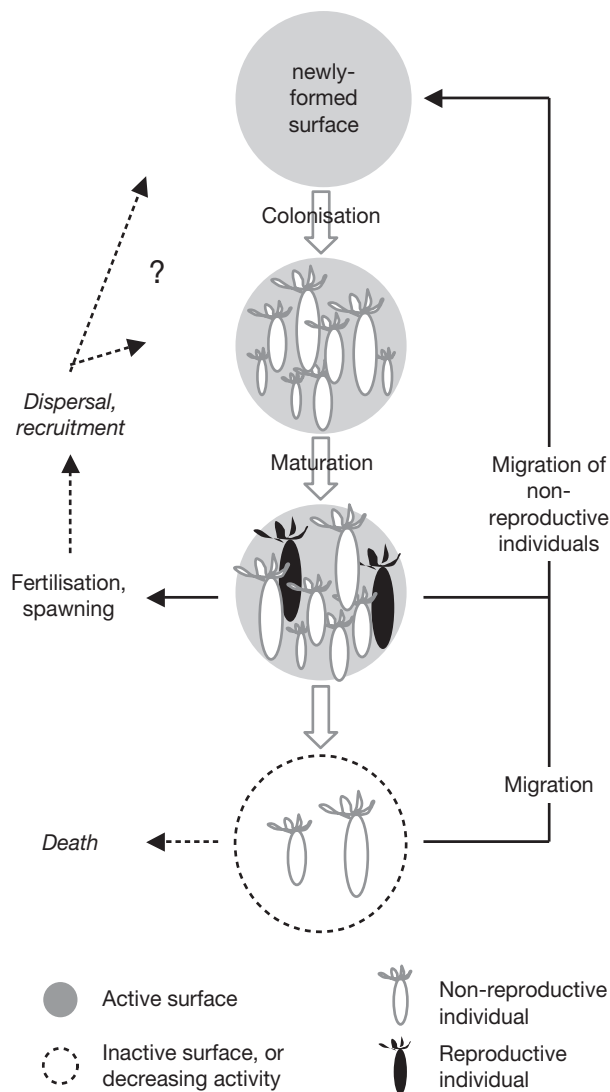 newly-
formed
surface
Colonisation
?
Dispersal,
recruitment
Maturation
Migration of
non-
reproductive
individuals
Fertilisation,
spawning
Migration
Death
Active surface
Non-reproductive
individual
Inactive surface, or
decreasing activity
Reproductive
individual